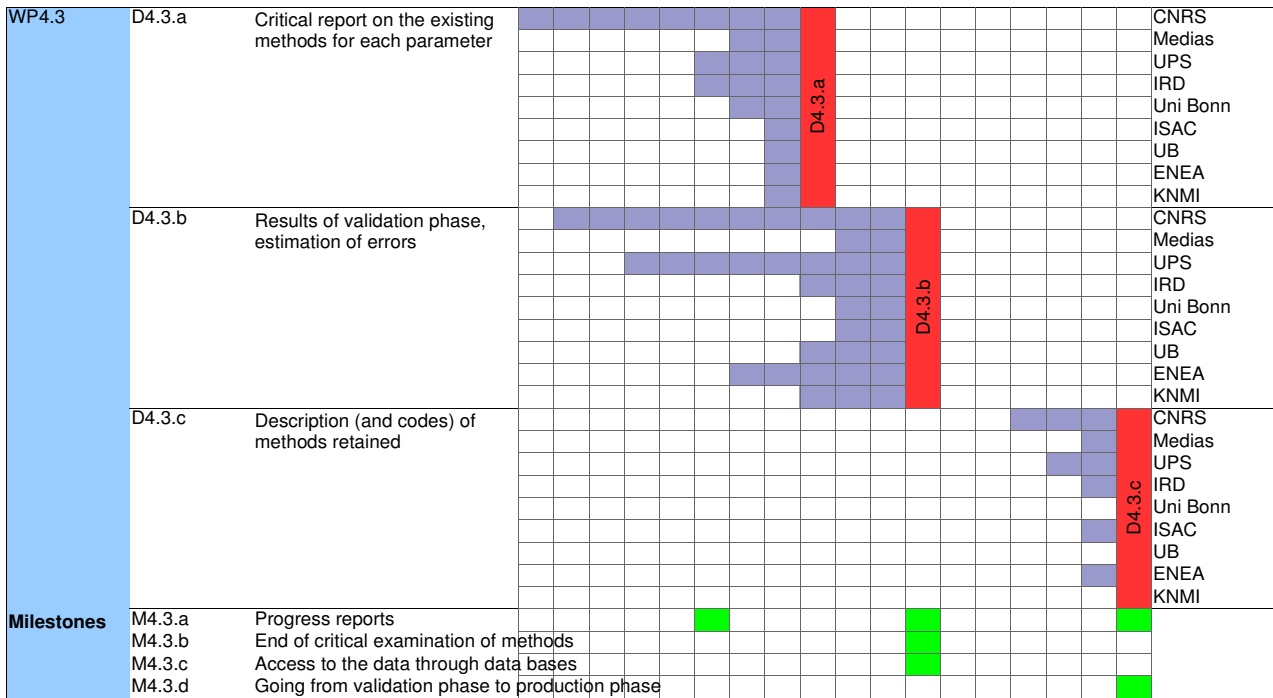 WP4.3 D4.3.a Critical report on the existing CNRS
methods for each parameter Medias
UPS
IRD
D4.3.a
Uni Bonn
ISAC
UB
ENEA
KNMI
D4.3.b Results of validation phase, CNRS
estimation of errors Medias
UPS
IRD
D4.3.b
Uni Bonn
ISAC
UB
ENEA
KNMI
D4.3.c Description (and codes) of CNRS
methods retained Medias
UPS
IRD
D4.3.c
Uni Bonn
ISAC
UB
ENEA
KNMI
Milestones M4.3.a Progress reports
M4.3.b End of critical examination of methods
M4.3.c Access to the data through data bases
M4.3.d Going from validation phase to production phase